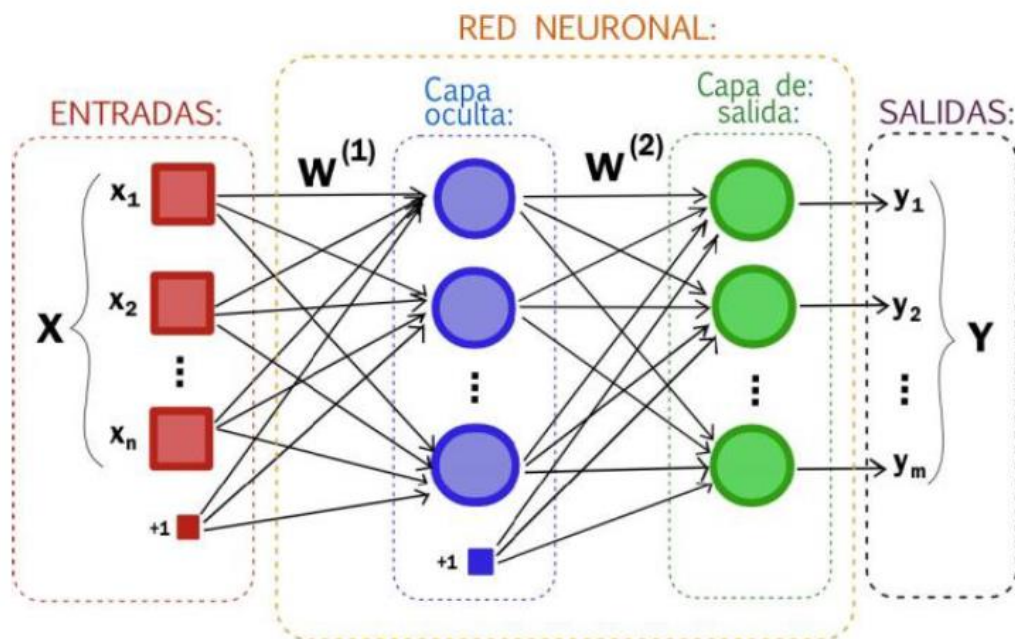 RED NEURONAL:
ENTRADAS:
Capa
oculta:
Capa de:
salida:
SALIDAS:
W(1)
W(2)
X
x1
x2
⋮
xn
+1
⋮
+1
⋮
y1
y2
⋮
ym
Y